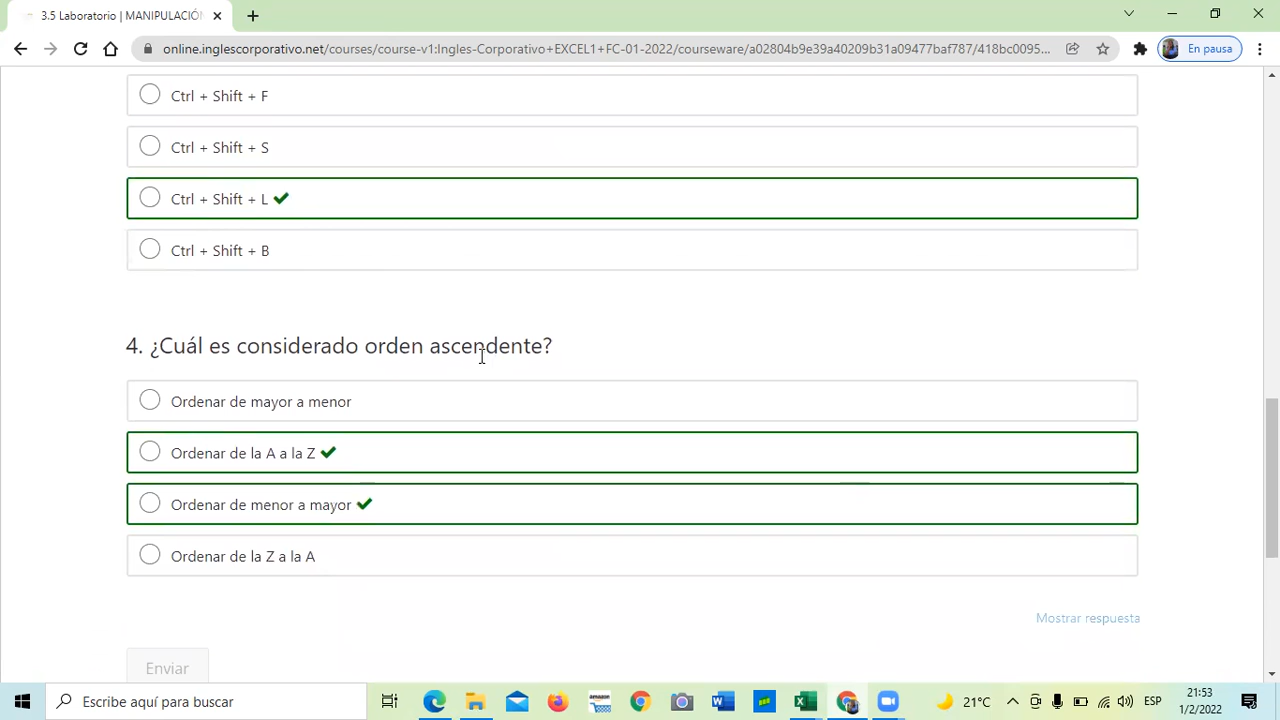 3.5 Laboratorio | MANIPULACIÓN
online.inglescorporativo.net/courses/course-v1:Ingles-Corporativo+EXCEL1+FC-01-2022/courseware/a02804b9e39a40209b31a09477baf787/418bc0095...
En pausa
Ctrl + Shift + F
Ctrl + Shift + S
Ctrl + Shift + L
Ctrl + Shift + B
4. ¿Cuál es considerado orden ascendente?
Ordenar de mayor a menor
Ordenar de la A a la Z
Ordenar de menor a mayor
Ordenar de la Z a la A
Mostrar respuesta
Enviar
Escribe aquí para buscar
amazon
21°C
ESP
21:53
1/2/2022